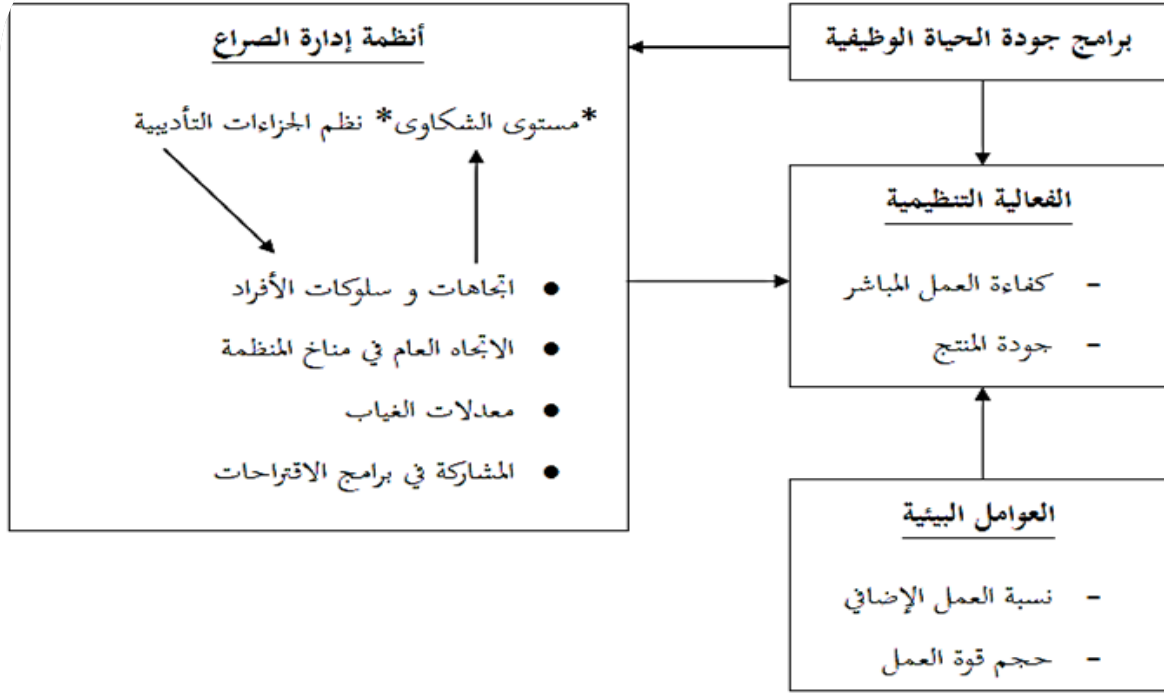 برامج جودة الحياة الوظيفية
أنظمة إدارة الصراع
*مستوى الشكاوى* نظم الجزاءات التأديبية
● اتجاهات و سلوكات الأفراد
● الاتجاه العام في مناخ المنظمة
● معدلات الغياب
● المشاركة في برامج الاقتراحات
الفعالية التنظيمية
- كفاءة العمل المباشر
- جودة المنتج
العوامل البيئية
- نسبة العمل الإضافي
- حجم قوة العمل